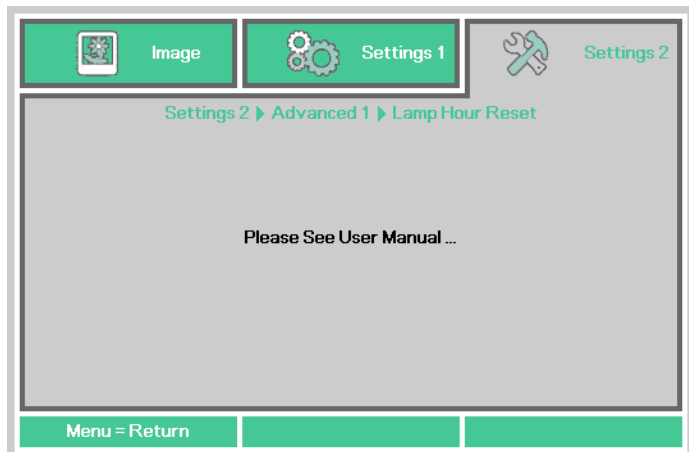 Image
Settings 1
Settings 2
Settings 2 ▶ Advanced 1 ▶ Lamp Hour Reset
Please See User Manual ...
Menu = Return